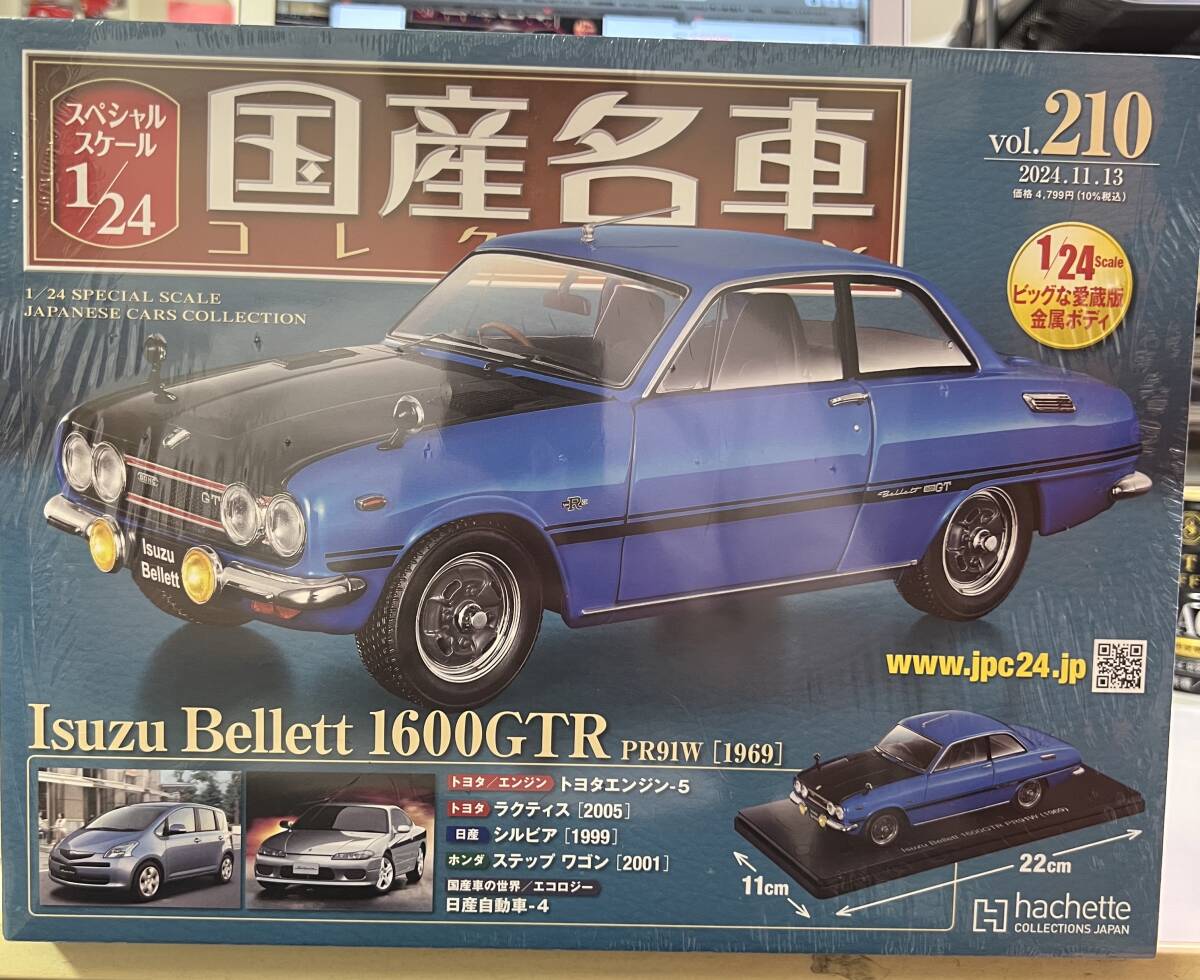 スペシャル
スケール
1/24
国産名車
コレク ン
vol.210
2024.11.13
価格 4,799円(10%税込)
1/24 SPECIAL SCALE
JAPANESE CARS COLLECTION
1/24 Scale
ビッグな愛蔵版
金属ボディ
GT
R
Bellett GT
Isuzu
Bellett
www.jpc24.jp
Isuzu Bellett 1600GTR PR91W [1969]
トヨタ/エンジン トヨタエンジン-5
トヨタ ラクティス [2005]
日産 シルビア [1999]
ホンダ ステップ ワゴン [2001]
国産車の世界/エコロジー
日産自動車-4
Isuzu Bellett 1600GTR PR91W (1969)
11cm
22cm
hachette
COLLECTIONS JAPAN